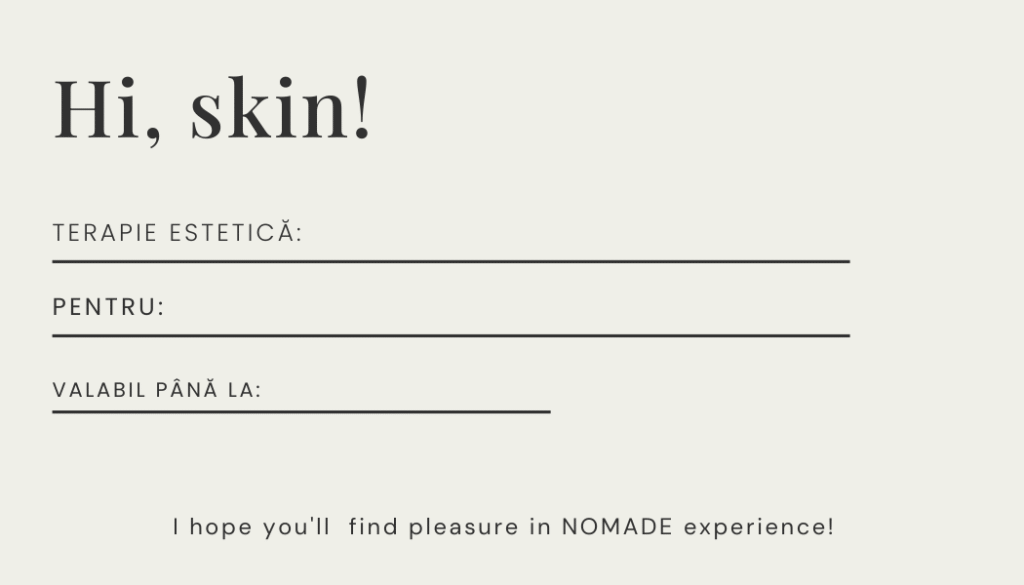 Hi, skin!
TERAPIE ESTETICĂ:
PENTRU:
VALABIL PÂNĂ LA:
I hope you'll  find pleasure in NOMADE experience!